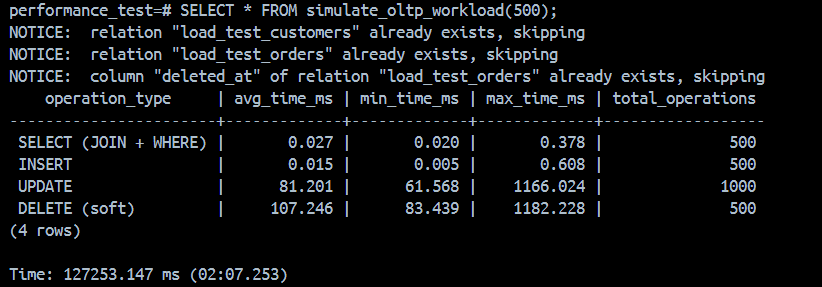 performance_test=# SELECT * FROM simulate_oltp_workload(500);
NOTICE:  relation "load_test_customers" already exists, skipping
NOTICE:  relation "load_test_orders" already exists, skipping
NOTICE:  column "deleted_at" of relation "load_test_orders" already exists, skipping
    operation_type     | avg_time_ms | min_time_ms | max_time_ms | total_operations
-----------------------+-------------+-------------+-------------+------------------
 SELECT (JOIN + WHERE) |       0.027 |       0.020 |       0.378 |              500
 INSERT                |       0.015 |       0.005 |       0.608 |              500
 UPDATE                |      81.201 |      61.568 |    1166.024 |             1000
 DELETE (soft)         |     107.246 |      83.439 |    1182.228 |              500
(4 rows)

Time: 127253.147 ms (02:07.253)